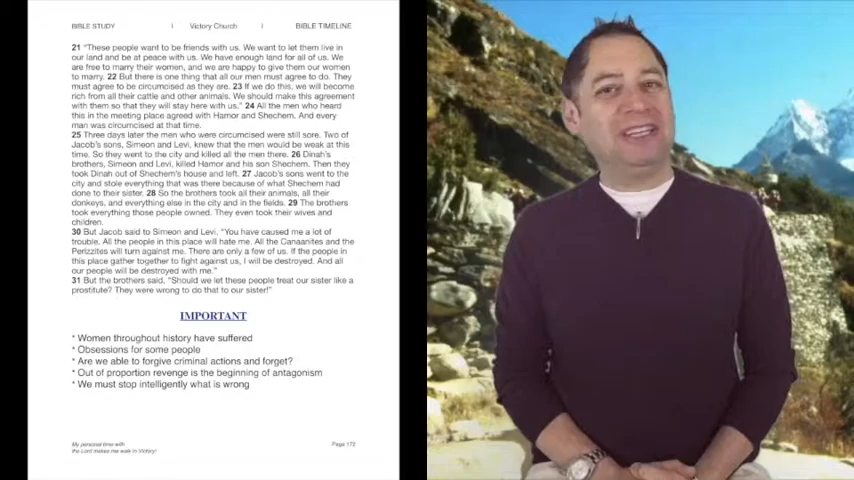 BIBLE STUDY | Victory Church | BIBLE TIMELINE
21 “These people want to be friends with us. We want to let them live in
our land and be at peace with us. We have enough land for all of us. We
are free to marry their women, and we are happy to give them our women
to marry. 22 But there is one thing that all our men must agree to do. They
must agree to be circumcised as they are. 23 If we do this, we will become
rich from all their cattle and other animals. We should make this agreement
with them so that they will stay here with us.” 24 All the men who heard
this in the meeting place agreed with Hamor and Shechem. And every
man was circumcised at that time.
25 Three days later the men who were circumcised were still sore. Two of
Jacob’s sons, Simeon and Levi, knew that the men would be weak at this
time. So they went to the city and killed all the men there. 26 Dinah’s
brothers, Simeon and Levi, killed Hamor and his son Shechem. Then they
took Dinah out of Shechem’s house and left. 27 Jacob’s sons went to the
city and stole everything that was there because of what Shechem had
done to their sister. 28 So the brothers took all their animals, all their
donkeys, and everything else in the city and in the fields. 29 The brothers
took everything those people owned. They even took their wives and
children.
30 But Jacob said to Simeon and Levi, “You have caused me a lot of
trouble. All the people in this place will hate me. All the Canaanites and the
Perizzites will turn against me. There are only a few of us. If the people in
this place gather together to fight against us, I will be destroyed. And all
our people will be destroyed with me.”
31 But the brothers said, “Should we let these people treat our sister like a
prostitute? They were wrong to do that to our sister!”
IMPORTANT
* Women throughout history have suffered
* Obsessions for some people
* Are we able to forgive criminal actions and forget?
* Out of proportion revenge is the beginning of antagonism
* We must stop intelligently what is wrong
My personal time with
the Lord makes me walk in Victory!
Page 172